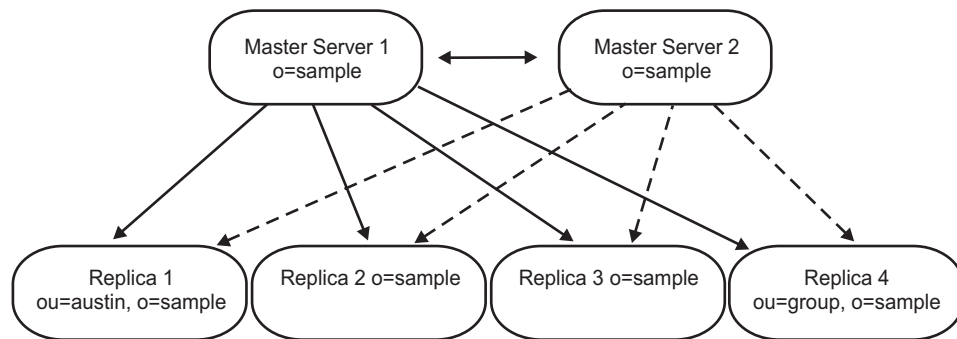 Master Server 1
o=sample
Master Server 2
o=sample
Replica 1
ou=austin, o=sample
Replica 2 o=sample
Replica 3 o=sample
Replica 4
ou=group, o=sample